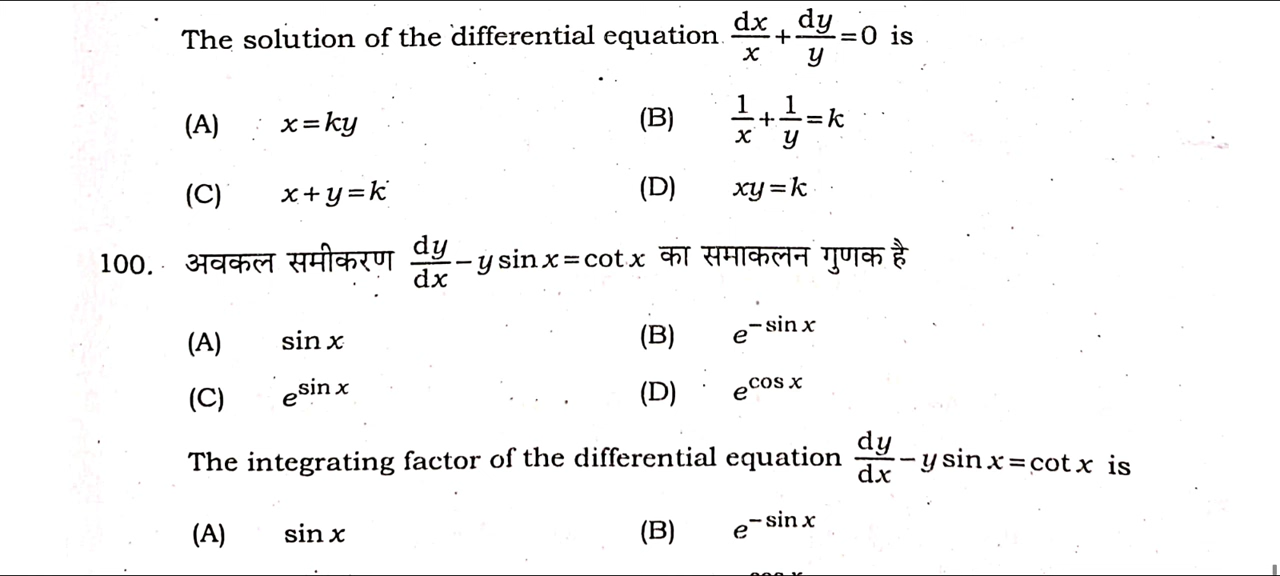 The solution of the differential equation dx/x + dy/y = 0 is
(A) x = ky (B) 1/x + 1/y = k
(C) x + y = k (D) xy = k
100. अवकल समीकरण dy/dx − y sin x = cot x का समाकलन गुणक है
(A) sin x (B) e^(− sin x)
(C) e^(sin x) (D) e^(cos x)
The integrating factor of the differential equation dy/dx − y sin x = cot x is
(A) sin x (B) e^(− sin x)